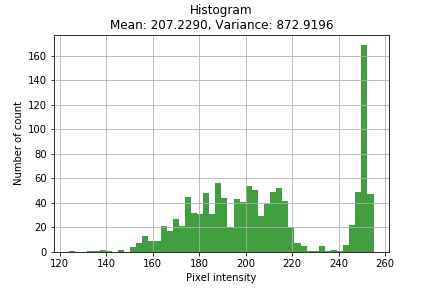 Histogram
Mean: 207.2290, Variance: 872.9196
Number of count
160
140
120
100
80
60
40
20
0
120 140 160 180 200 220 240 260
Pixel intensity